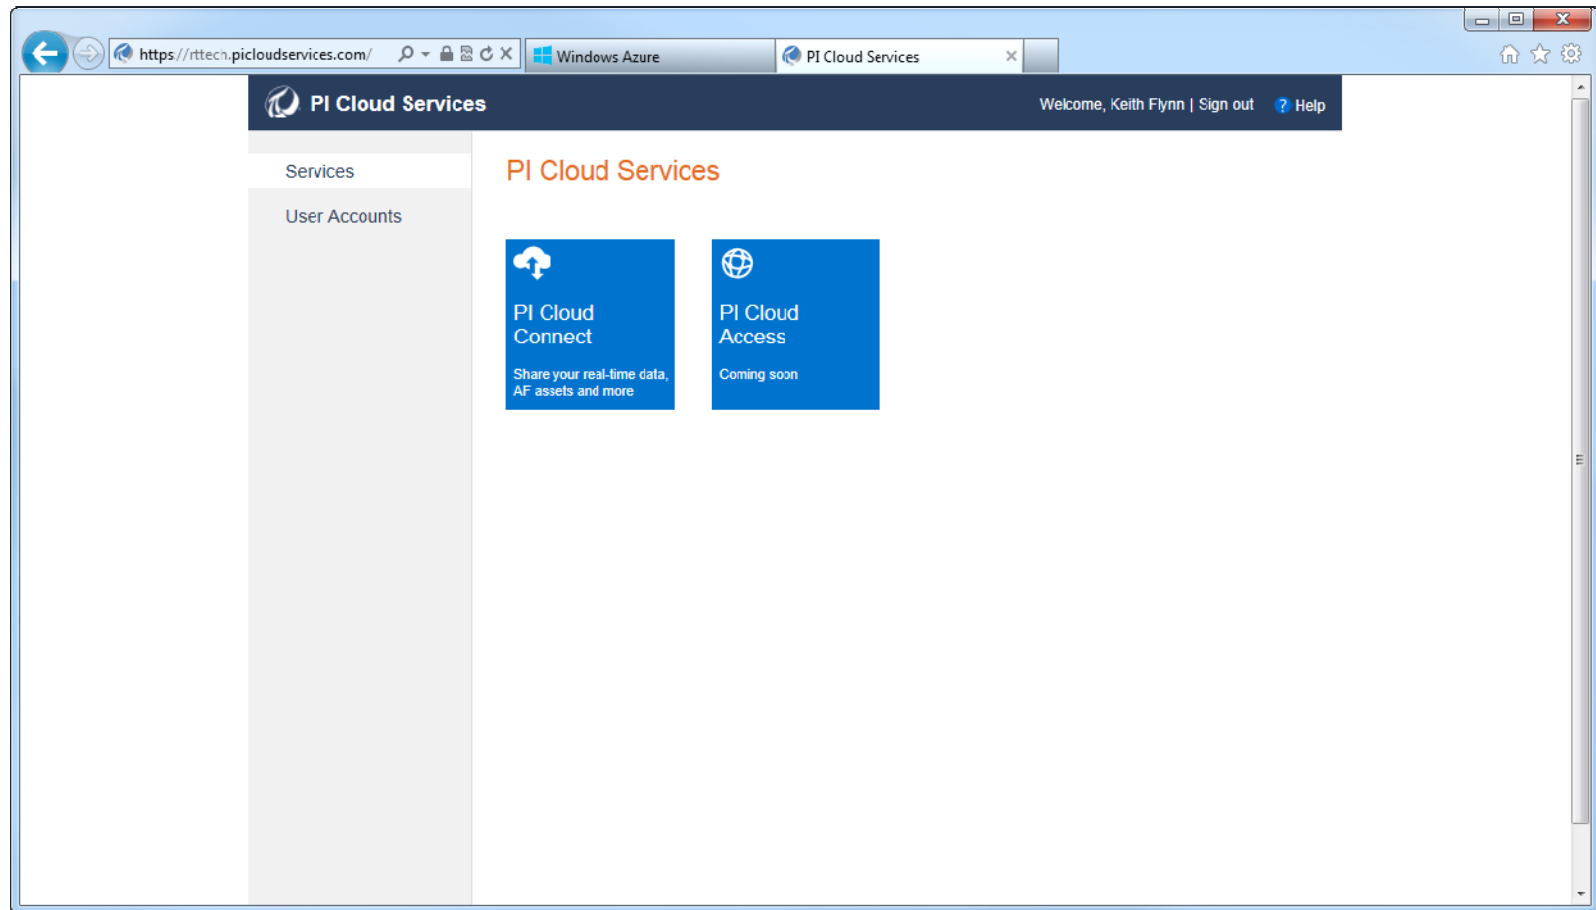 https://rttech.picloudservices.com/
Windows Azure
PI Cloud Services
PI Cloud Services
Welcome, Keith Flynn | Sign out
? Help
Services
User Accounts
PI Cloud Services
PI Cloud
Connect
Share your real-time data,
AF assets and more
PI Cloud
Access
Coming soon